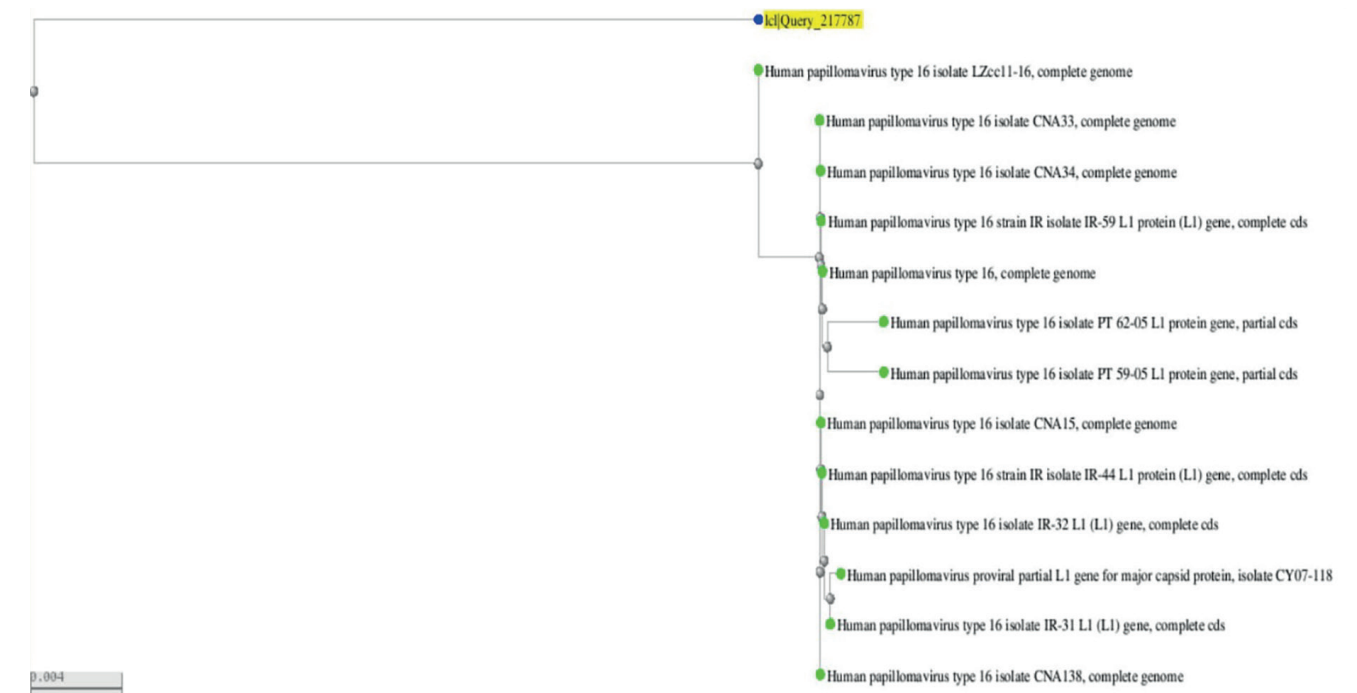 lcl|Query_217787
Human papillomavirus type 16 isolate LZcc11-16, complete genome
Human papillomavirus type 16 isolate CNA33, complete genome
Human papillomavirus type 16 isolate CNA34, complete genome
Human papillomavirus type 16 strain IR isolate IR-59 L1 protein (L1) gene, complete cds
Human papillomavirus type 16, complete genome
Human papillomavirus type 16 isolate PT 62-05 L1 protein gene, partial cds
Human papillomavirus type 16 isolate PT 59-05 L1 protein gene, partial cds
Human papillomavirus type 16 isolate CNA15, complete genome
Human papillomavirus type 16 strain IR isolate IR-44 L1 protein (L1) gene, complete cds
Human papillomavirus type 16 isolate IR-32 L1 (L1) gene, complete cds
Human papillomavirus proviral partial L1 gene for major capsid protein, isolate CY07-118
Human papillomavirus type 16 isolate IR-31 L1 (L1) gene, complete cds
Human papillomavirus type 16 isolate CNA138, complete genome
0.004